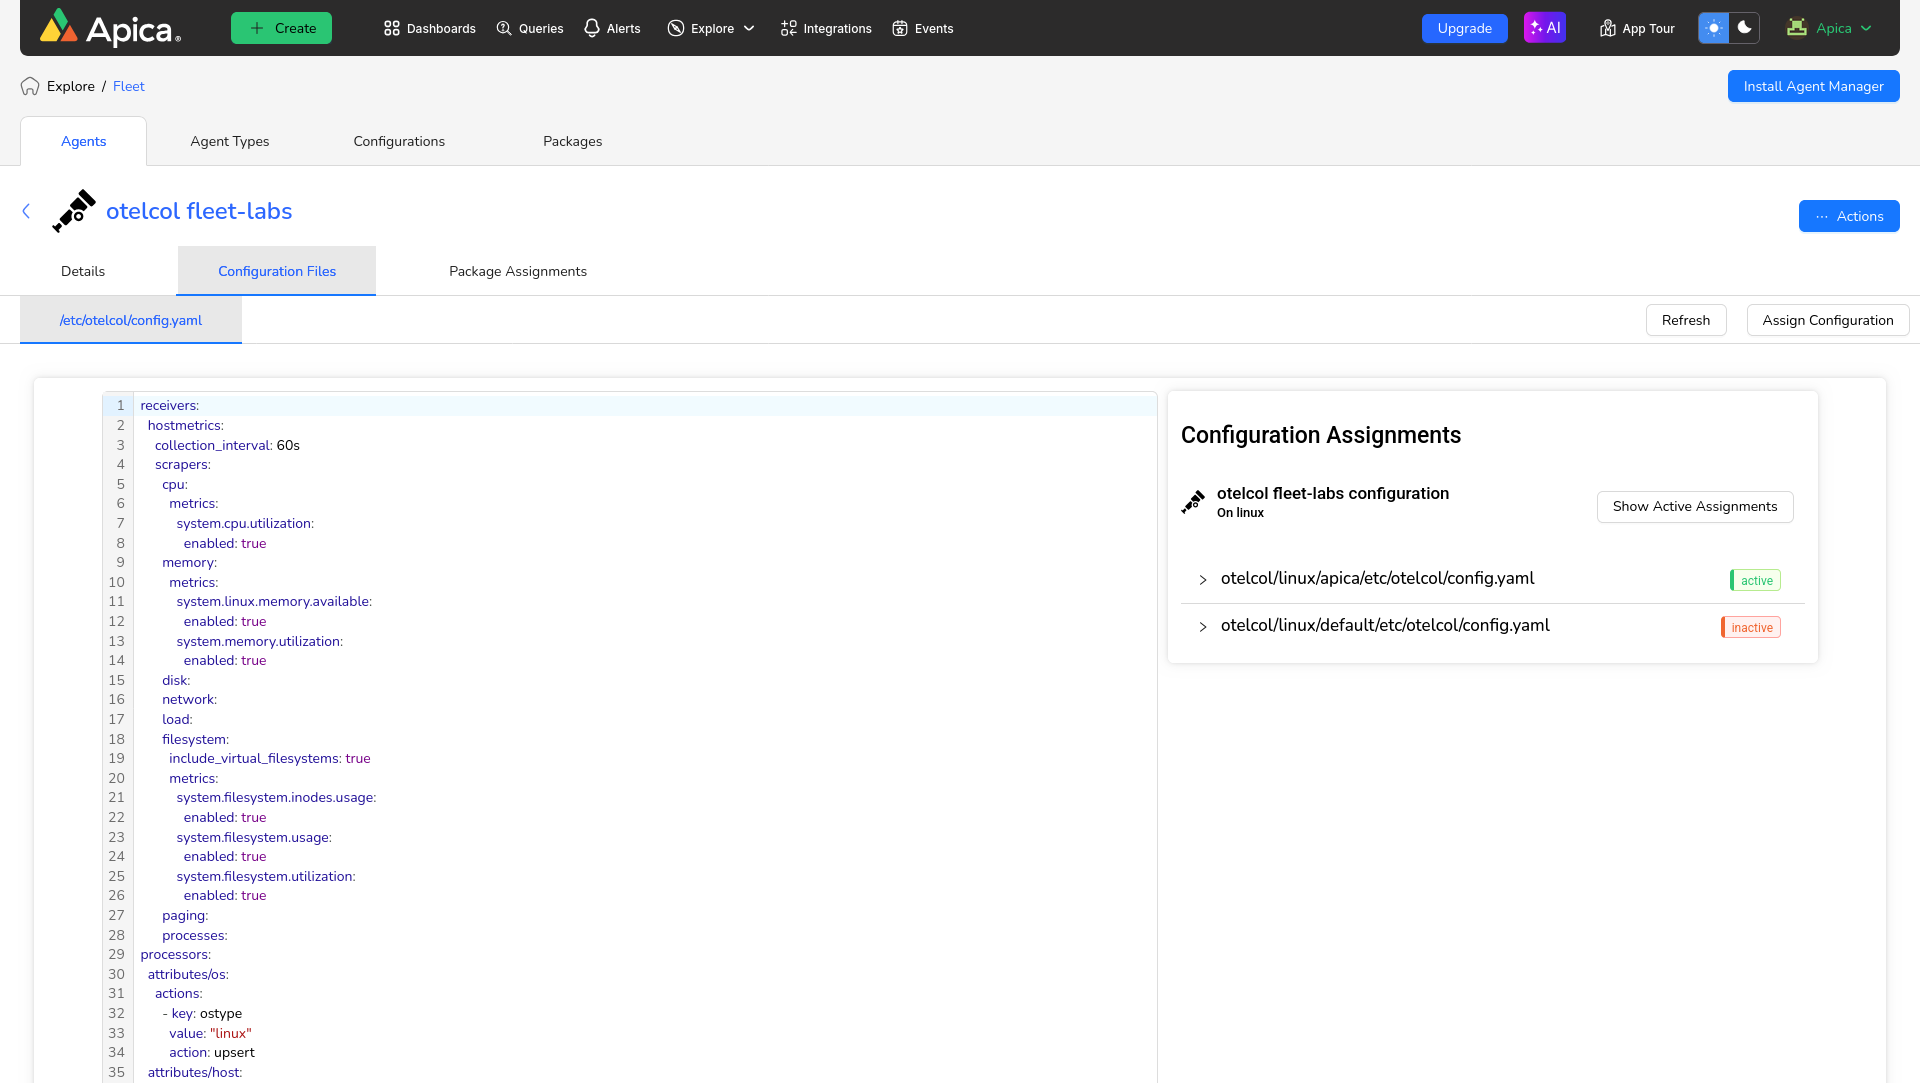 Apica
Create
Dashboards
Queries
Alerts
Explore
Integrations
Events
Upgrade
AI
App Tour
Apica
Explore / Fleet
Install Agent Manager
Agents
Agent Types
Configurations
Packages
otelcol fleet-labs
··· Actions
Details
Configuration Files
Package Assignments
/etc/otelcol/config.yaml
Refresh
Assign Configuration
1 receivers:
2 hostmetrics:
3 collection_interval: 60s
4 scrapers:
5 cpu:
6 metrics:
7 system.cpu.utilization:
8 enabled: true
9 memory:
10 metrics:
11 system.linux.memory.available:
12 enabled: true
13 system.memory.utilization:
14 enabled: true
15 disk:
16 network:
17 load:
18 filesystem:
19 include_virtual_filesystems: true
20 metrics:
21 system.filesystem.inodes.usage:
22 enabled: true
23 system.filesystem.usage:
24 enabled: true
25 system.filesystem.utilization:
26 enabled: true
27 paging:
28 processes:
29 processors:
30 attributes/os:
31 actions:
32 - key: ostype
33 value: "linux"
34 action: upsert
35 attributes/host:
Configuration Assignments
otelcol fleet-labs configuration
On linux
Show Active Assignments
otelcol/linux/apica/etc/otelcol/config.yaml
active
otelcol/linux/default/etc/otelcol/config.yaml
inactive